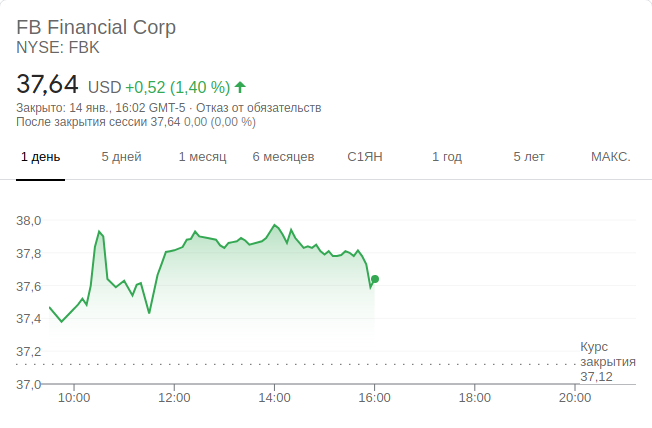 FB Financial Corp
NYSE: FBK
37,64 USD +0,52 (1,40 %)
Закрыто: 14 янв., 16:02 GMT-5 · Отказ от обязательств
После закрытия сессии 37,64 0,00 (0,00 %)
1 день 5 дней 1 месяц 6 месяцев С1ЯН 1 год 5 лет МАКС.
38,0
37,8
37,6
37,4
37,2
Курс
закрытия
37,12
37,0
10:00 12:00 14:00 16:00 18:00 20:00